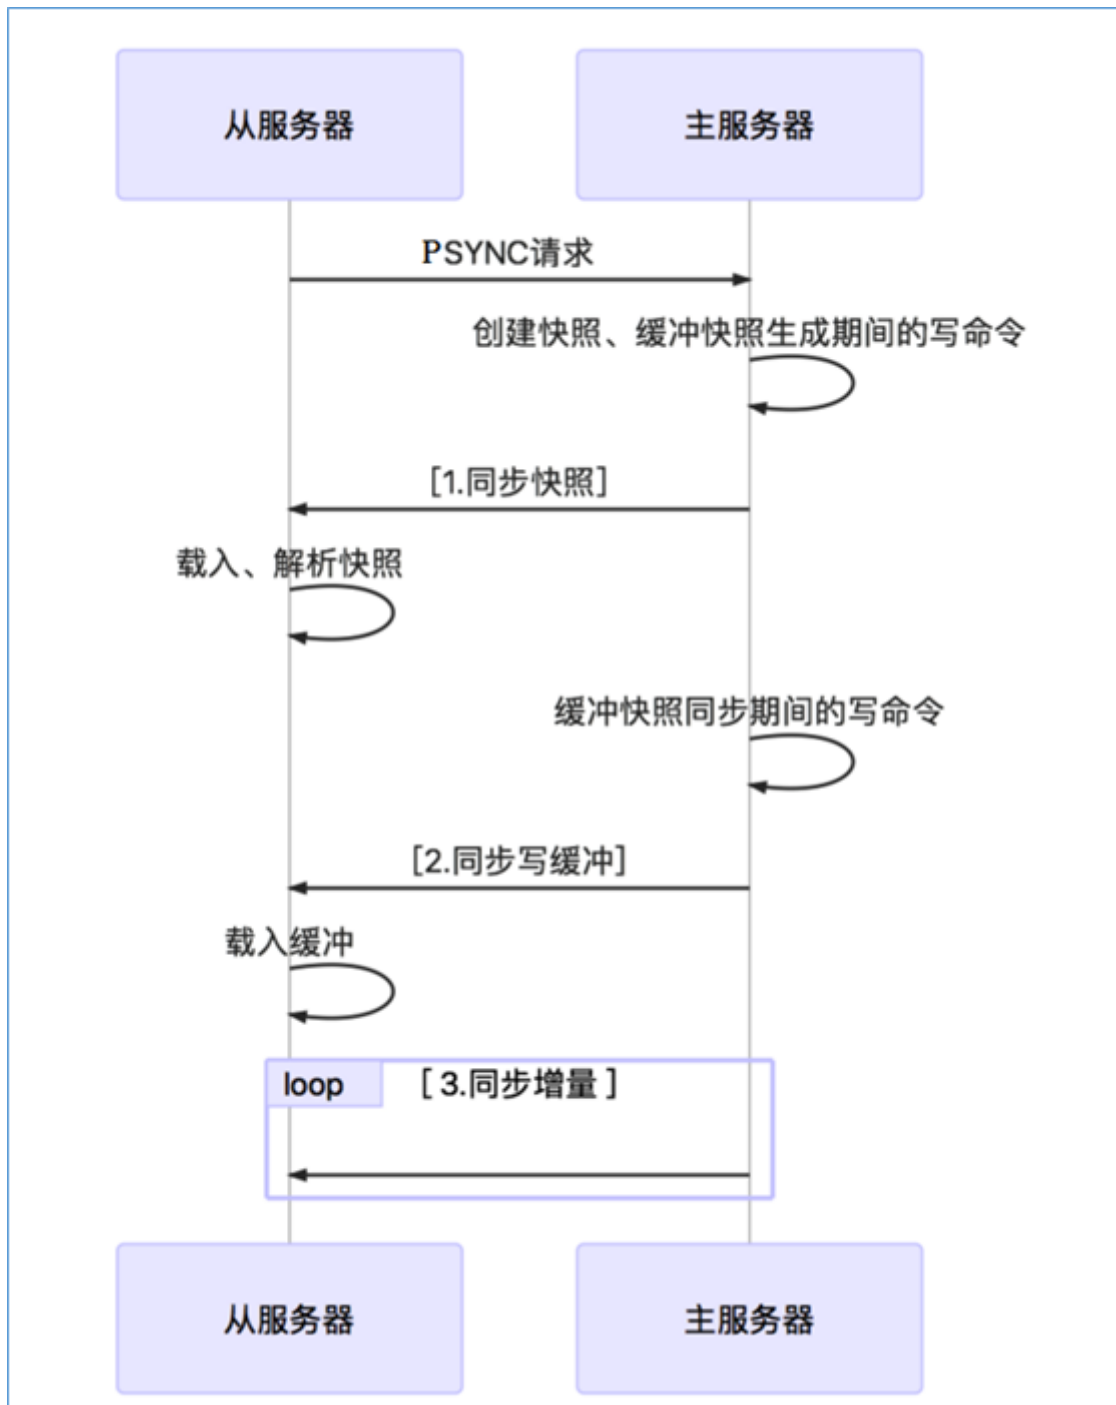 从服务器
主服务器
PSYNC请求
创建快照、缓冲快照生成期间的写命令
[1.同步快照]
载入、解析快照
缓冲快照同步期间的写命令
[2.同步写缓冲]
载入缓冲
loop
[ 3.同步增量 ]
从服务器
主服务器